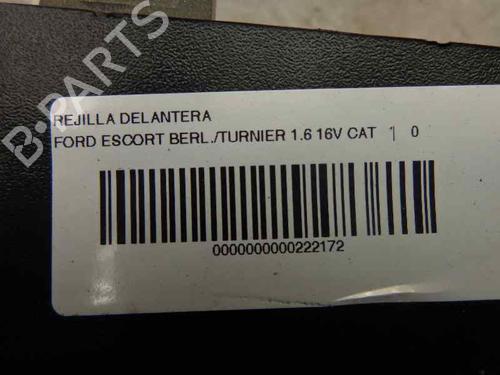 B-PARTS
REJILLA DELANTERA
FORD ESCORT BERL./TURNIER 1.6 16V CAT | 0
0000000000222172